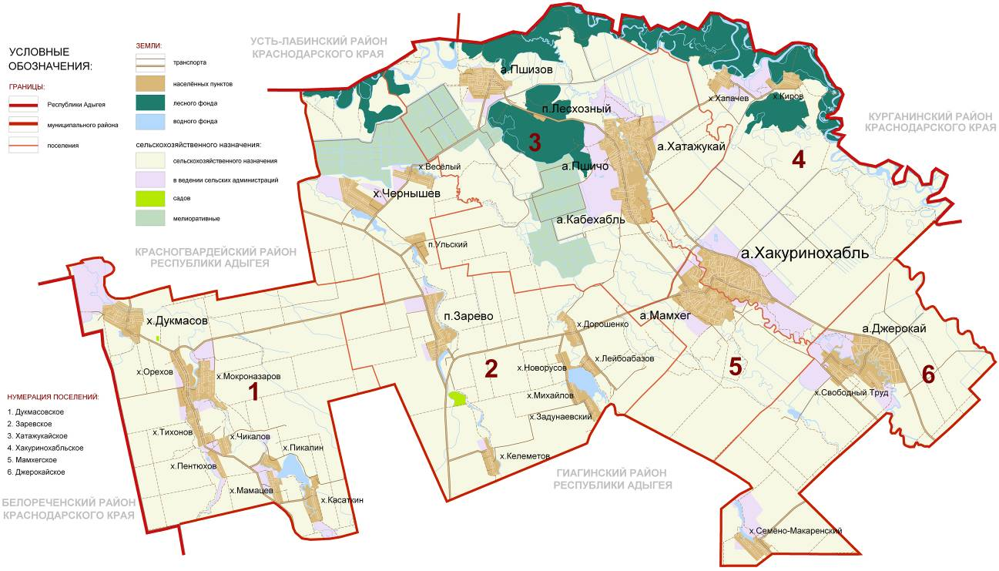 УСЛОВНЫЕ
ОБОЗНАЧЕНИЯ:
ГРАНИЦЫ:
Республики Адыгея
муниципального района
поселения
ЗЕМЛИ:
транспорта
населённых пунктов
лесного фонда
водного фонда
сельскохозяйственного назначения:
сельскохозяйственного назначения
в ведении сельских администраций
садов
мелиоративные
УСТЬ-ЛАБИНСКИЙ РАЙОН
КРАСНОДАРСКОГО КРАЯ
КУРГАНИНСКИЙ РАЙОН
КРАСНОДАРСКОГО КРАЯ
КРАСНОГВАРДЕЙСКИЙ РАЙОН
РЕСПУБЛИКИ АДЫГЕЯ
а.Пшизов
п.Лесхозный
х.Хапачев
х.Киров
3
а.Хатажукай
4
а.Пшичо
х.Весёлый
х.Чернышев
а.Кабехабль
п.Ульский
а.Хакуринохабль
х.Дукмасов
п.Зарево
а.Мамхег
х.Дорошенко
а.Джерокай
х.Лейбоабазов
х.Орехов
х.Мокроназаров
1
2
х.Новорусов
5
6
х.Михайлов
х.Свободный Труд
х.Задунаевский
НУМЕРАЦИЯ ПОСЕЛЕНИЙ:
1. Дукмасовское
2. Заревское
3. Хатажукайское
4. Хакуринохабльское
5. Мамхегское
6. Джерокайское
х.Тихонов
х.Чикалов
х.Пикалин
х.Келеметов
х.Пентюхов
х.Мамацев
х.Касаткин
ГИАГИНСКИЙ РАЙОН
РЕСПУБЛИКИ АДЫГЕЯ
БЕЛОРЕЧЕНСКИЙ РАЙОН
КРАСНОДАРСКОГО КРАЯ
х.Семёно-Макаренский